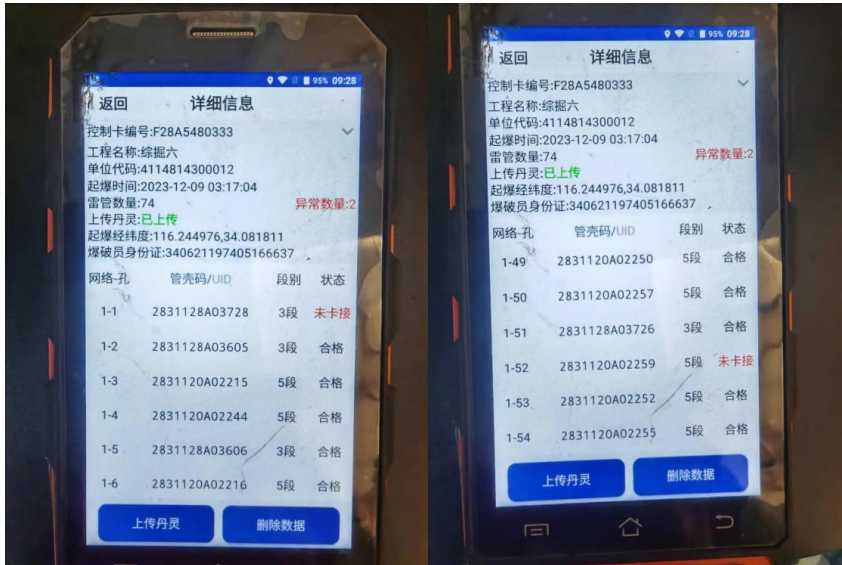 95% 09:28
返回 详细信息
控制卡编号:F28A5480333
工程名称:综掘六
单位代码:4114814300012
起爆时间:2023-12-09 03:17:04
雷管数量:74 异常数量:2
上传丹灵:已上传
起爆经纬度:116.244976,34.081811
爆破员身份证:340621197405166637
网络-孔 管壳码/UID 段别 状态
1-1 2831128A03728 3段 未卡接
1-2 2831128A03605 3段 合格
1-3 2831120A02215 5段 合格
1-4 2831120A02244 5段 合格
1-5 2831128A03606 3段 合格
1-6 2831120A02216 5段 合格
上传丹灵 删除数据
95% 09:28
返回 详细信息
控制卡编号:F28A5480333
工程名称:综掘六
单位代码:4114814300012
起爆时间:2023-12-09 03:17:04
雷管数量:74 异常数量:2
上传丹灵:已上传
起爆经纬度:116.244976,34.081811
爆破员身份证:340621197405166637
网络-孔 管壳码/UID 段别 状态
1-49 2831120A02250 5段 合格
1-50 2831120A02257 5段 合格
1-51 2831128A03726 3段 合格
1-52 2831120A02259 5段 未卡接
1-53 2831120A02252 5段 合格
1-54 2831120A02255 5段 合格
上传丹灵 删除数据